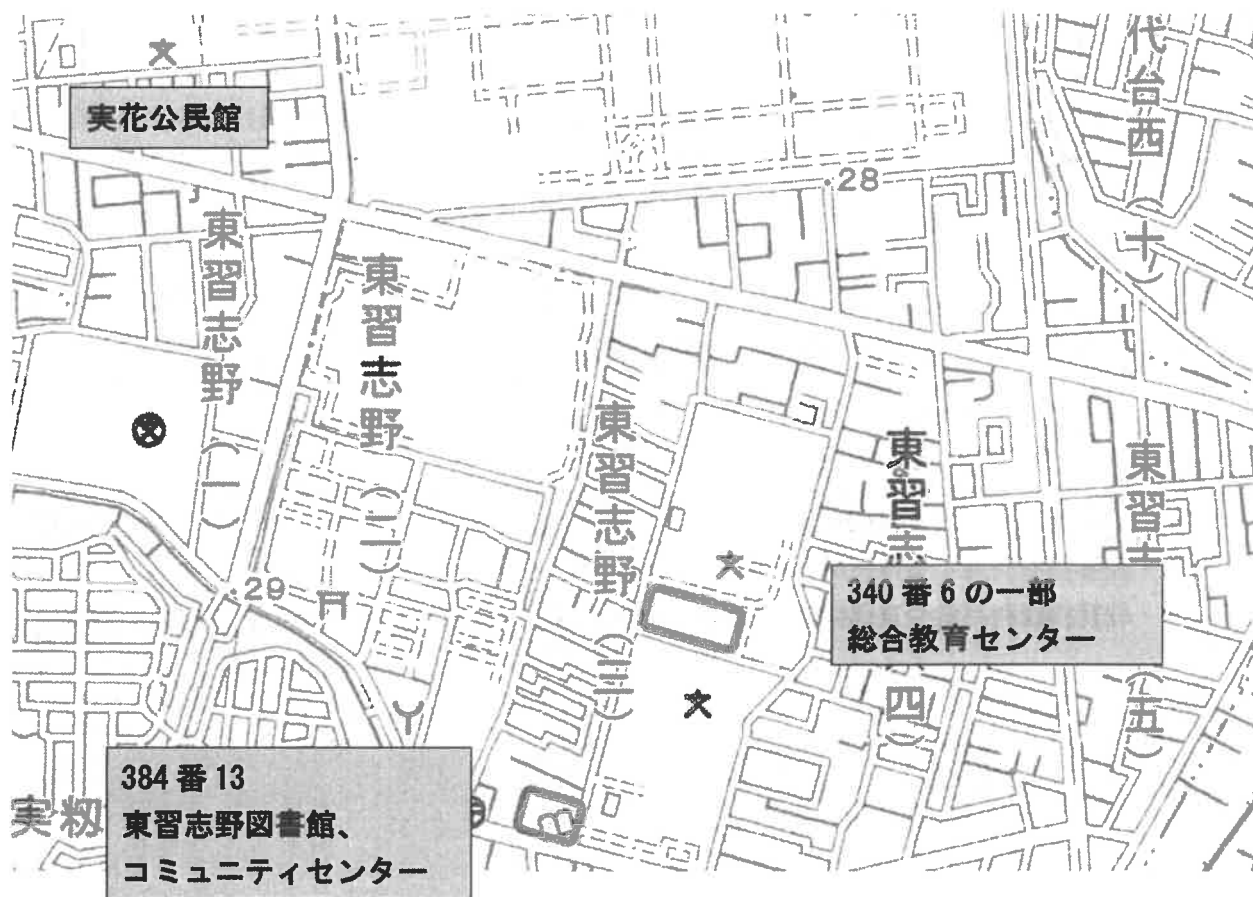 実花公民館
代台西(十)
28
東習志野(一)
東習志野(二)
東習志野(三)
東習志
四)
東習志
(五)
29
340番6の一部
総合教育センター
384番13
東習志野図書館、
コミュニティセンター
実籾